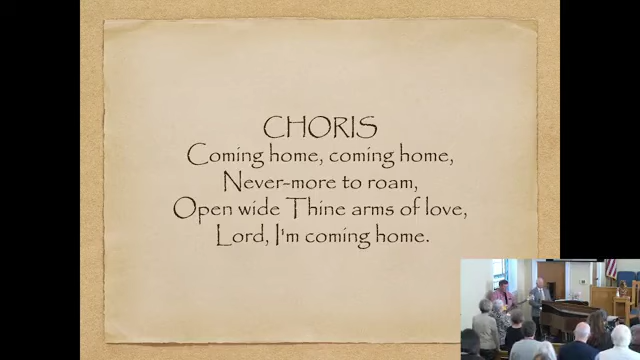 CHORIS
Coming home, coming home,
Never-more to roam,
Open wide Thine arms of love,
Lord, I'm coming home.